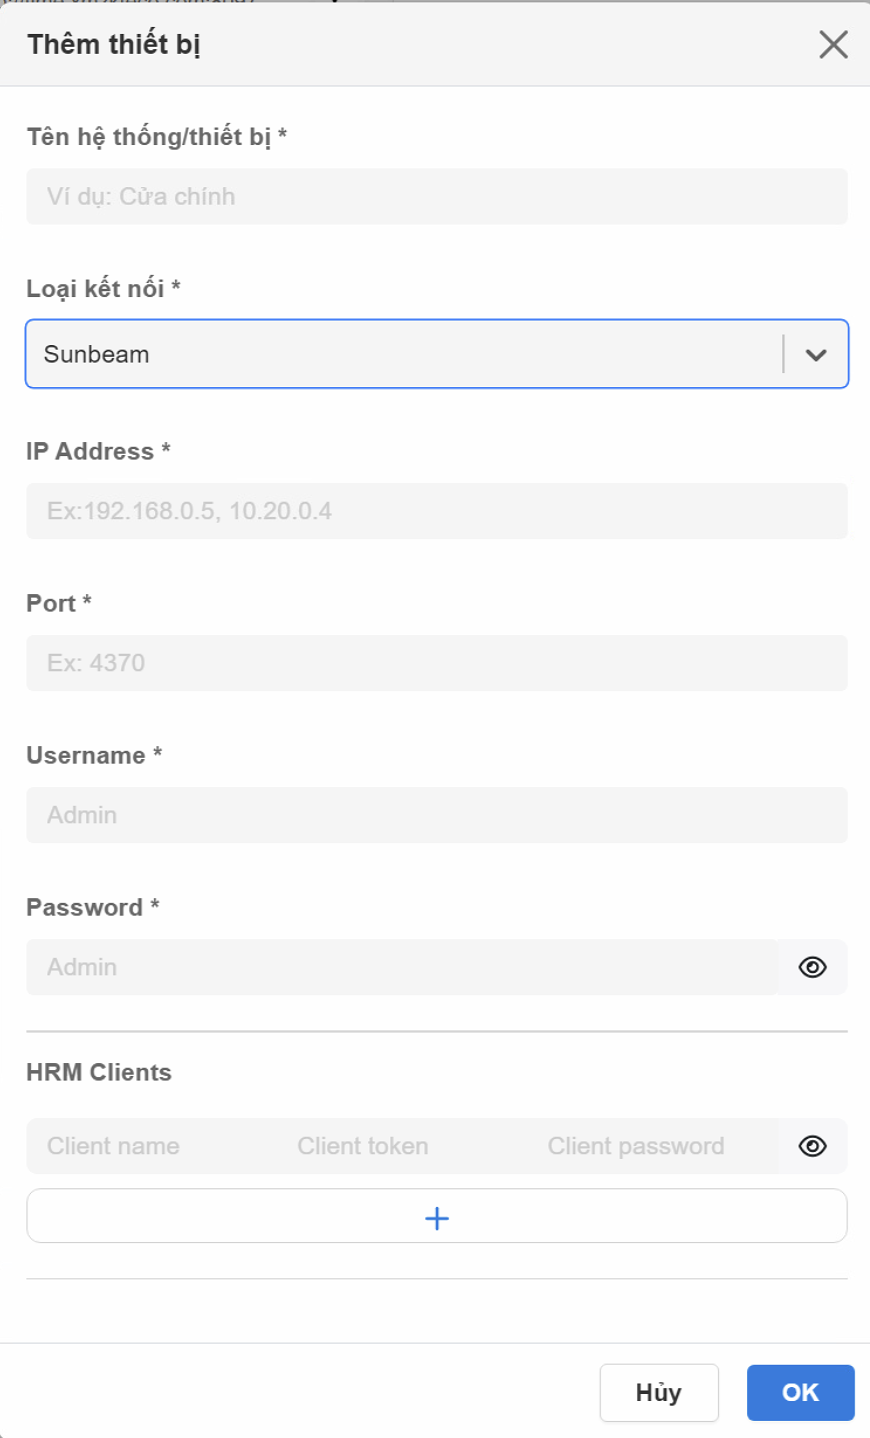 Thêm thiết bị
Tên hệ thống/thiết bị *
Ví dụ: Cửa chính
Loại kết nối *
Sunbeam
IP Address *
Ex:192.168.0.5, 10.20.0.4
Port *
Ex: 4370
Username *
Admin
Password *
Admin
HRM Clients
Client name Client token Client password
Hủy OK